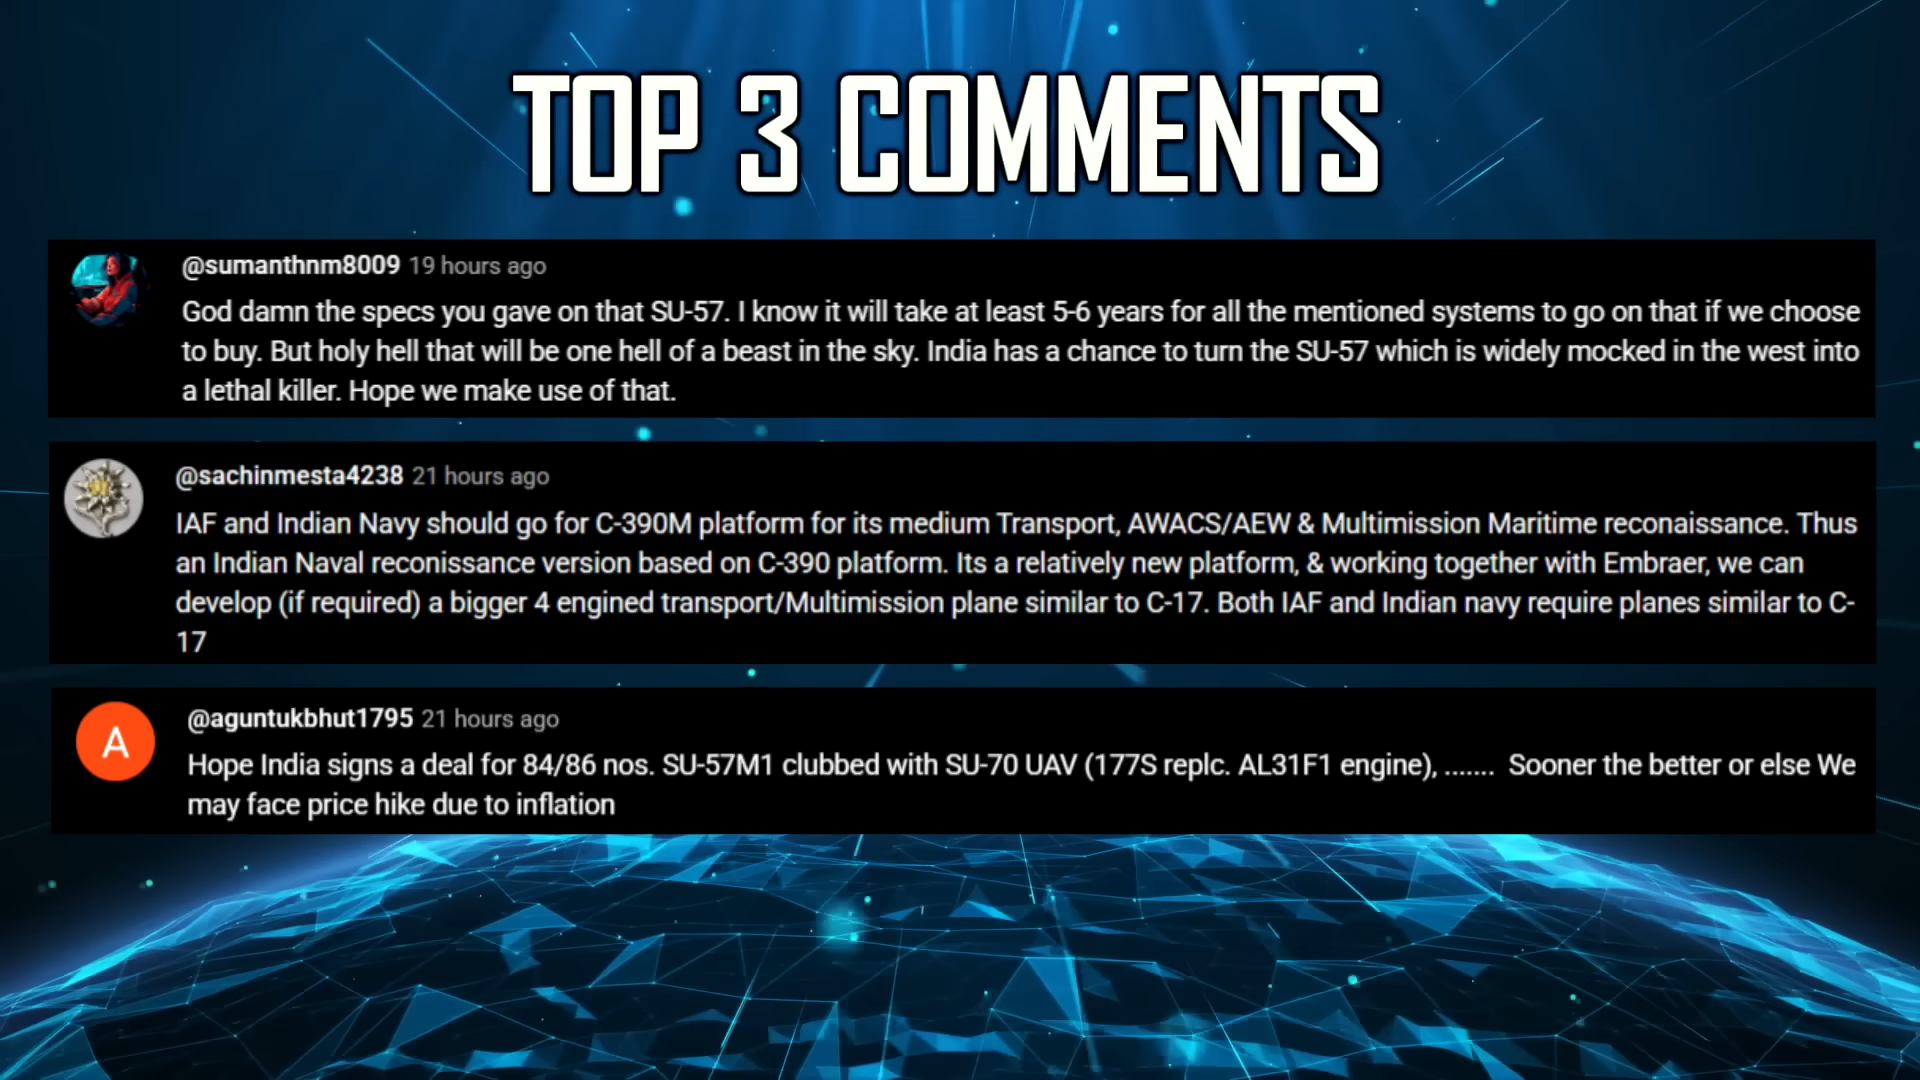 TOP 3 COMMENTS
@sumanthnm8009 19 hours ago
God damn the specs you gave on that SU-57. I know it will take at least 5-6 years for all the mentioned systems to go on that if we choose
to buy. But holy hell that will be one hell of a beast in the sky. India has a chance to turn the SU-57 which is widely mocked in the west into
a lethal killer. Hope we make use of that.
@sachinmesta4238 21 hours ago
IAF and Indian Navy should go for C-390M platform for its medium Transport, AWACS/AEW & Multimission Maritime reconaissance. Thus
an Indian Naval reconissance version based on C-390 platform. Its a relatively new platform, & working together with Embraer, we can
develop (if required) a bigger 4 engined transport/Multimission plane similar to C-17. Both IAF and Indian navy require planes similar to C-
17
A
@aguntukbhut1795 21 hours ago
Hope India signs a deal for 84/86 nos. SU-57M1 clubbed with SU-70 UAV (177S replc. AL31F1 engine), ....... Sooner the better or else We
may face price hike due to inflation